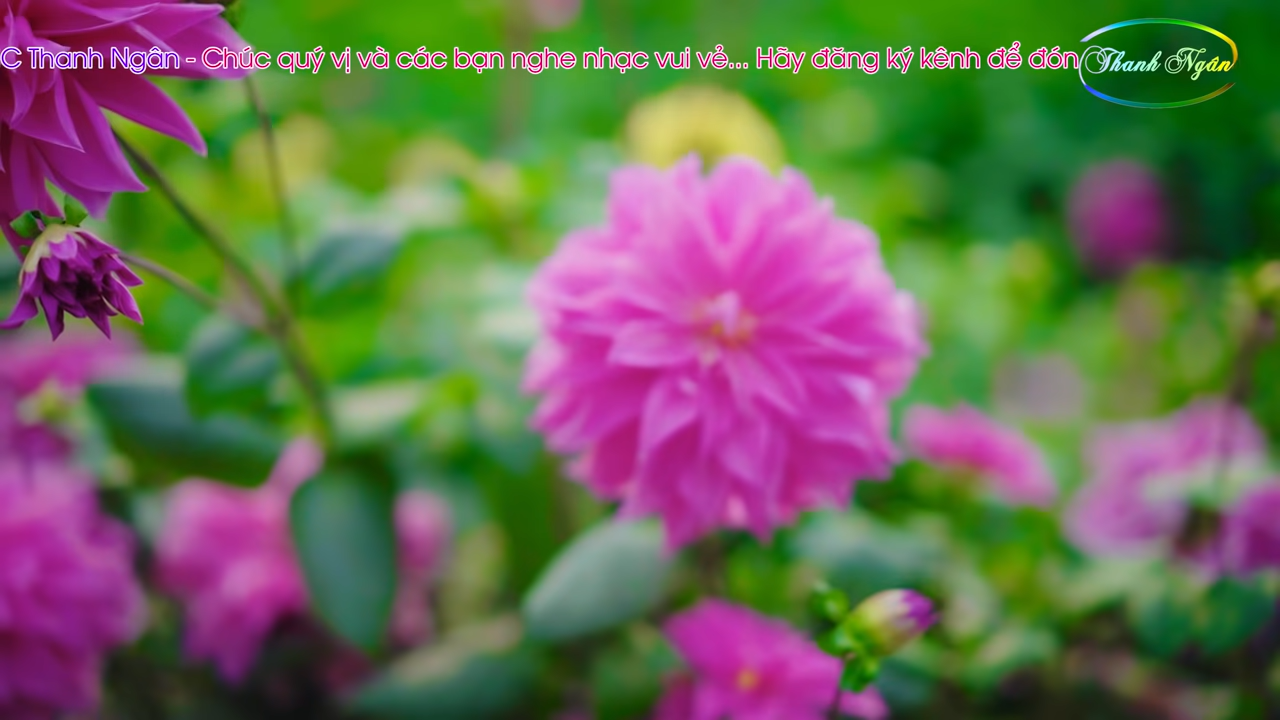 C Thanh Ngân - Chúc quý vị và các bạn nghe nhạc vui vẻ... Hãy đăng ký kênh để đón
Thanh Ngân